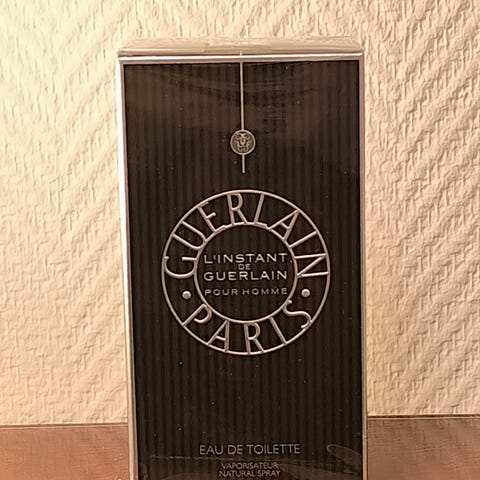 GUERLAIN
L'INSTANT
DE
GUERLAIN
POUR HOMME
PARIS
EAU DE TOILETTE
VAPORISATEUR
NATURAL SPRAY